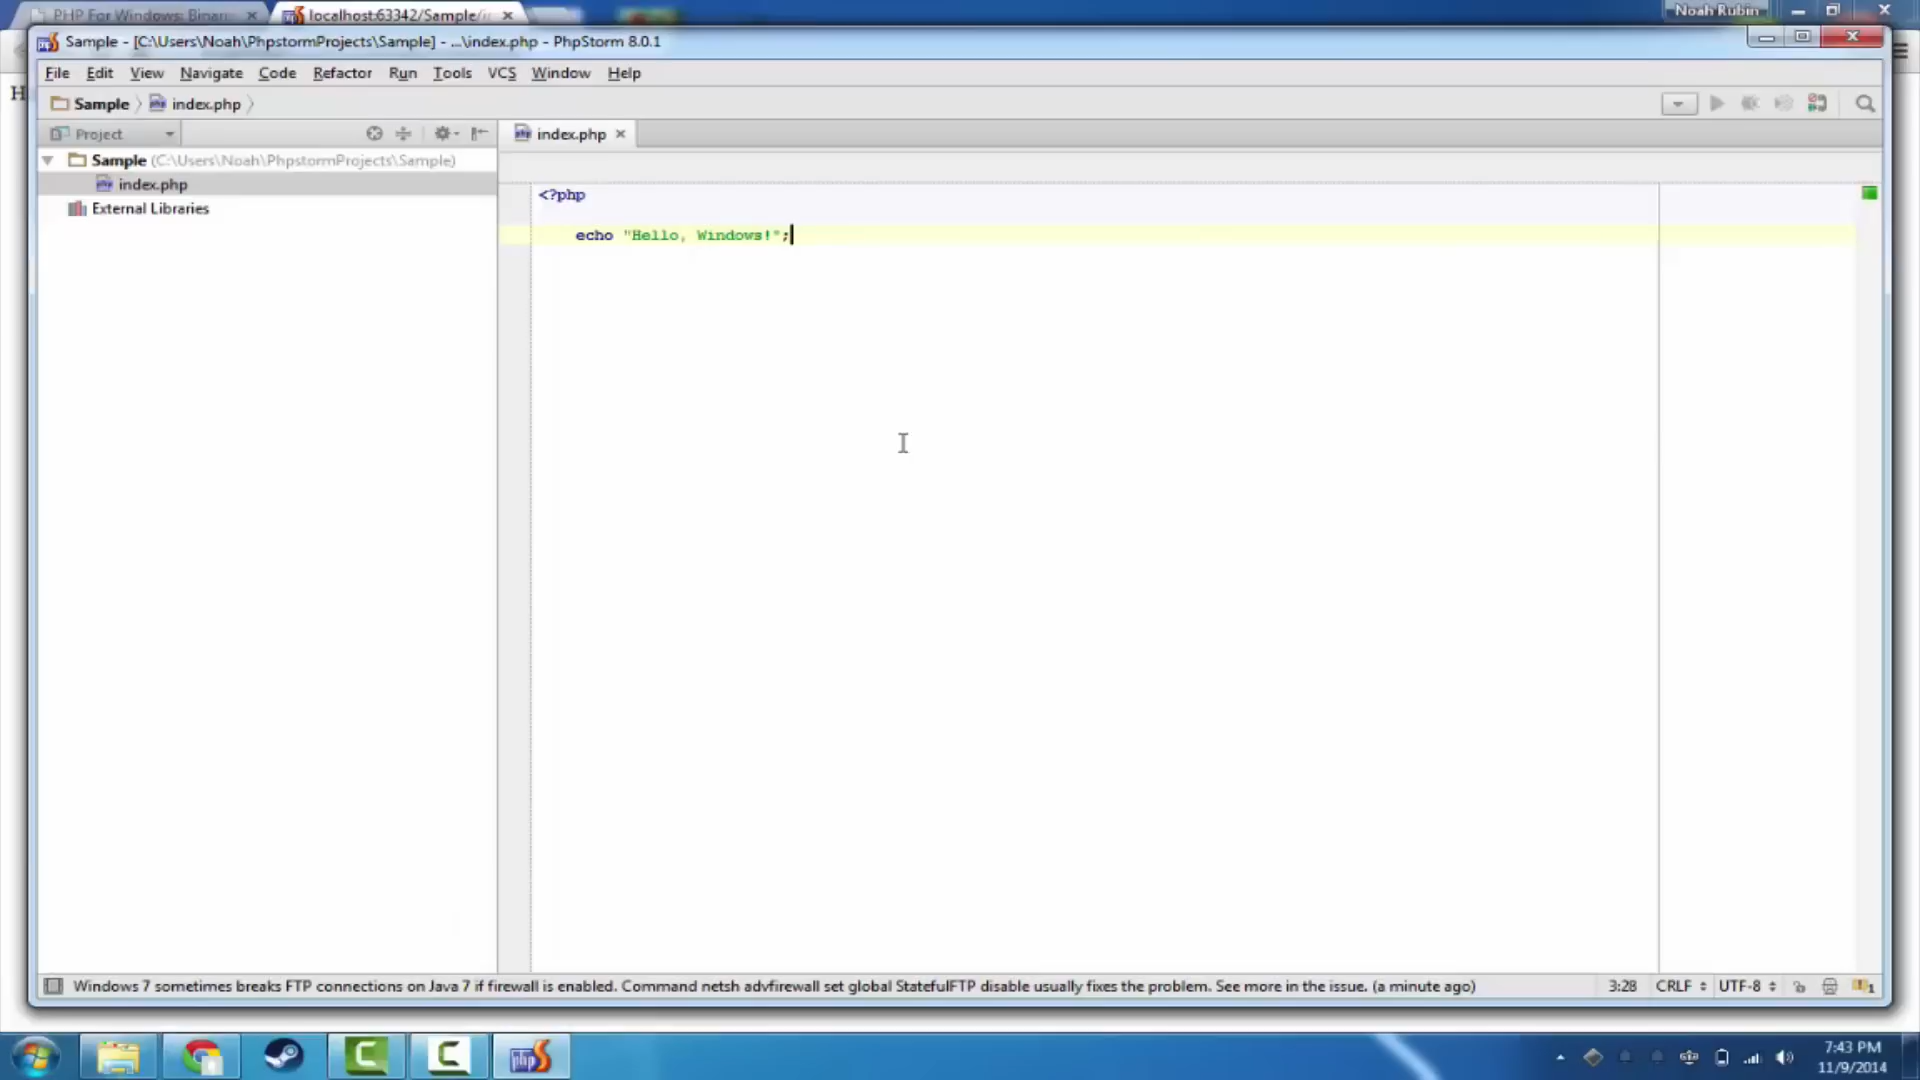 PHP For Windows: Binar
localhost:63342/Sample/i
Noah Rubin
Sample - [C:\Users\Noah\PhpstormProjects\Sample] - ...\index.php - PhpStorm 8.0.1
File Edit View Navigate Code Refactor Run Tools VCS Window Help
H
Sample index.php
Project
index.php
Sample (C:\Users\Noah\PhpstormProjects\Sample)
index.php
External Libraries
<?php
echo "Hello, Windows!";
Windows 7 sometimes breaks FTP connections on Java 7 if firewall is enabled. Command netsh advfirewall set global StatefulFTP disable usually fixes the problem. See more in the issue. (a minute ago)
3:28 CRLF UTF-8 1
php
7:43 PM
11/9/2014